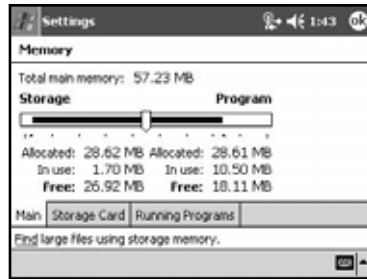 Settings 1:43 ok
Memory
Total main memory: 57.23 MB
Storage Program
Allocated: 28.62 MB Allocated: 28.61 MB
In use: 1.70 MB In use: 10.50 MB
Free: 26.92 MB Free: 18.11 MB
Main Storage Card Running Programs
Find large files using storage memory.